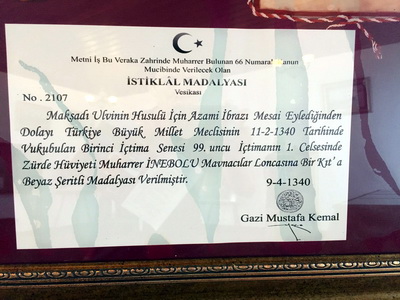 Metni İş Bu Veraka Zahrinde Muharrer Bulunan 66 Numaralı Kanun
Mucibinde Verilecek Olan
İSTİKLÂL MADALYASI
Vesikası
No . 2107
Maksadı Ulvinin Husulü İçin Azami İbrazı Mesai Eylediğinden
Dolayı Türkiye Büyük Millet Meclisinin 11-2-1340 Tarihinde
Vukubulan Birinci İçtima Senesi 99. uncu İçtimanın 1. Celsesinde
Zürde Hüviyeti Muharrer İNEBOLU Mavnacılar Loncasına Bir Kıt' a
Beyaz Şeritli Madalyası Verilmiştir.
9-4-1340
Gazi Mustafa Kemal